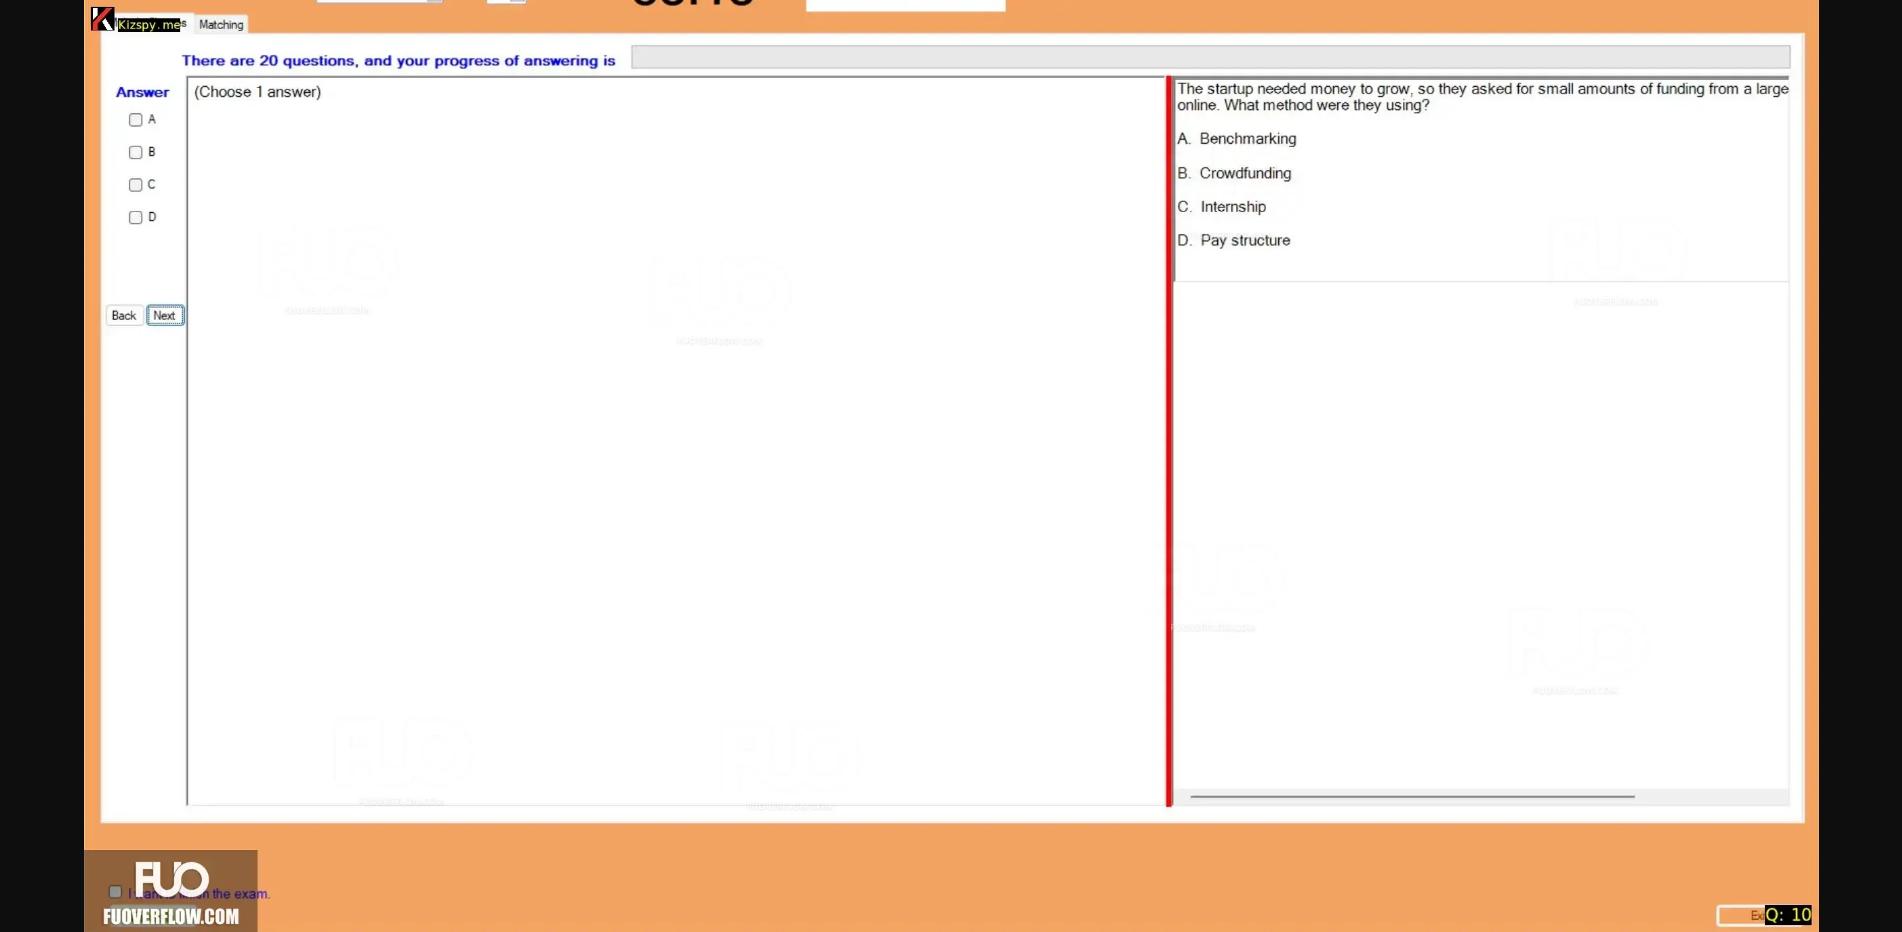 Kizspy.me
Matching
There are 20 questions, and your progress of answering is
Answer
(Choose 1 answer)
A
B
C
D
Back
Next
The startup needed money to grow, so they asked for small amounts of funding from a large
online. What method were they using?
A. Benchmarking
B. Crowdfunding
C. Internship
D. Pay structure
FUO
FUOVERFLOW.COM
I want the exam.
Q: 10